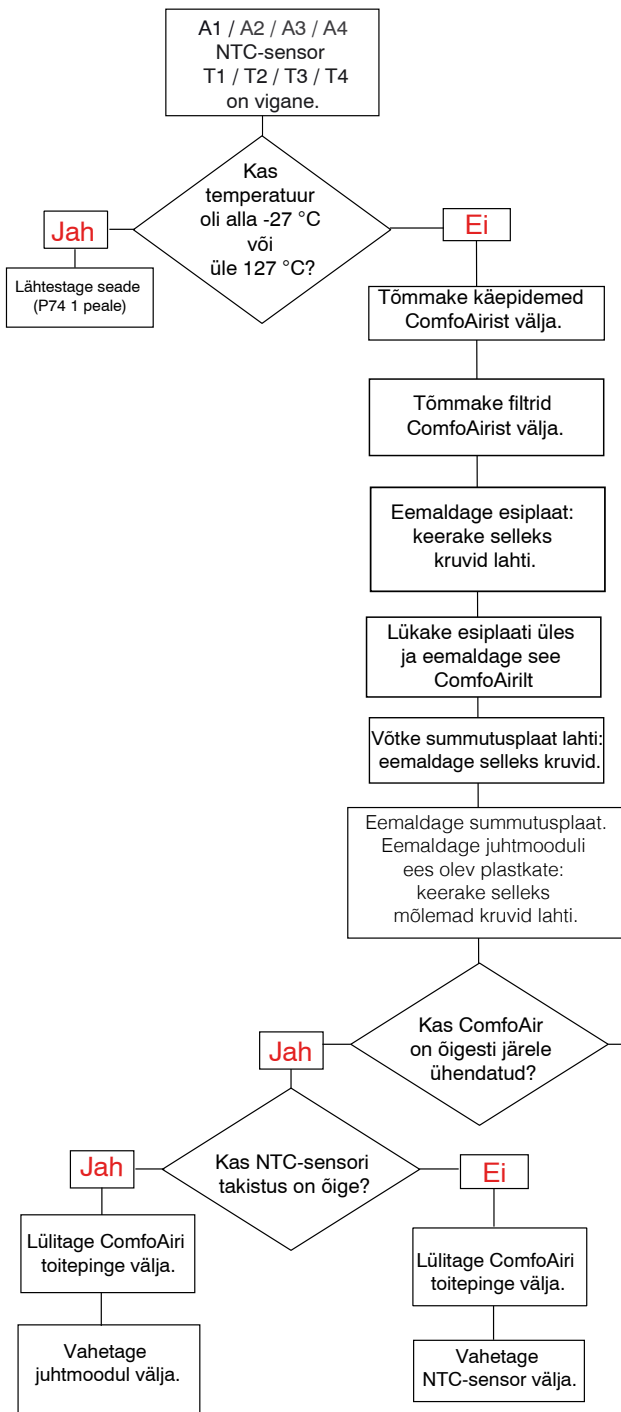 A1 / A2 / A3 / A4
NTC-sensor
T1 / T2 / T3 / T4
on vigane.
Kas
temperatuur
oli alla -27 °C
või
üle 127 °C?
Jah
Ei
Lähtestage seade
(P74 1 peale)
Tõmmake käepidemed
ComfoAirist välja.
Tõmmake filtrid
ComfoAirist välja.
Eemaldage esiplaat:
keerake selleks
kruvid lahti.
Lükake esiplaati üles
ja eemaldage see
ComfoAirilt
Võtke summutusplaat lahti:
eemaldage selleks kruvid.
Eemaldage summutusplaat.
Eemaldage juhtmooduli
ees olev plastkate:
keerake selleks
mõlemad kruvid lahti.
Kas ComfoAir
on õigesti järele
ühendatud?
Jah
Kas NTC-sensori
takistus on õige?
Jah
Ei
Lülitage ComfoAiri
toitepinge välja.
Vahetage
juhtmoodul välja.
Lülitage ComfoAiri
toitepinge välja.
Vahetage
NTC-sensor välja.